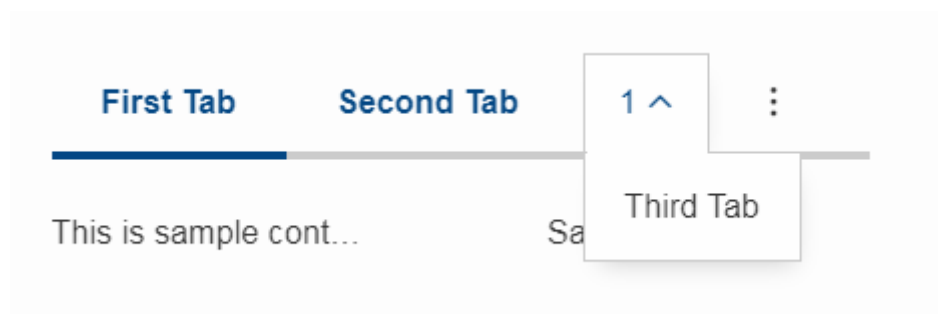 First Tab Second Tab 1
Third Tab
This is sample cont... Sa